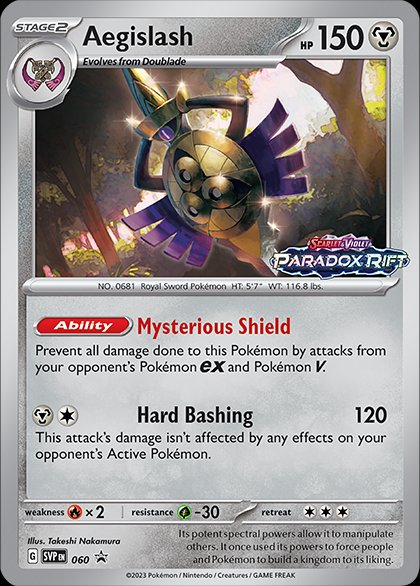 STAGE2
Aegislash
HP 150
Evolves from Doublade
SCARLET & VIOLET
PARADOX RIFT
NO. 0681 Royal Sword Pokémon HT: 5'7" WT: 116.8 lbs.
Ability Mysterious Shield
Prevent all damage done to this Pokémon by attacks from
your opponent's Pokémon ex and Pokémon V.
Hard Bashing 120
This attack's damage isn't affected by any effects on your
opponent's Active Pokémon.
weakness × 2 resistance -30 retreat
Illus. Takeshi Nakamura
G SVP EN 060
Its potent spectral powers allow it to manipulate
others. It once used its powers to force people
and Pokémon to build a kingdom to its liking.
©2023 Pokémon / Nintendo / Creatures / GAME FREAK